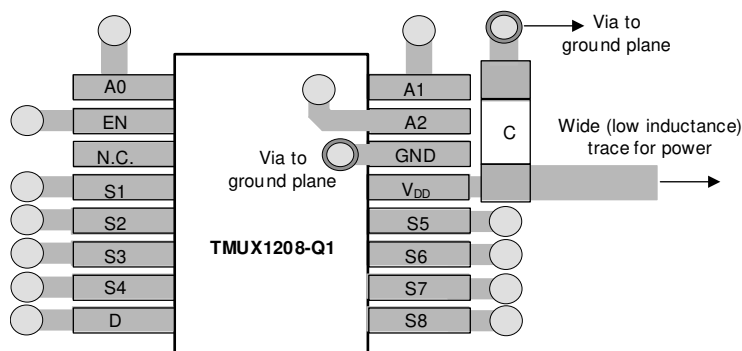 Via to
ground plane
A0
A1
EN
A2
C
Wide (low inductance)
trace for power
N.C.
Via to
ground plane
GND
S1
VDD
S2
S5
TMUX1208-Q1
S3
S6
S4
S7
D
S8